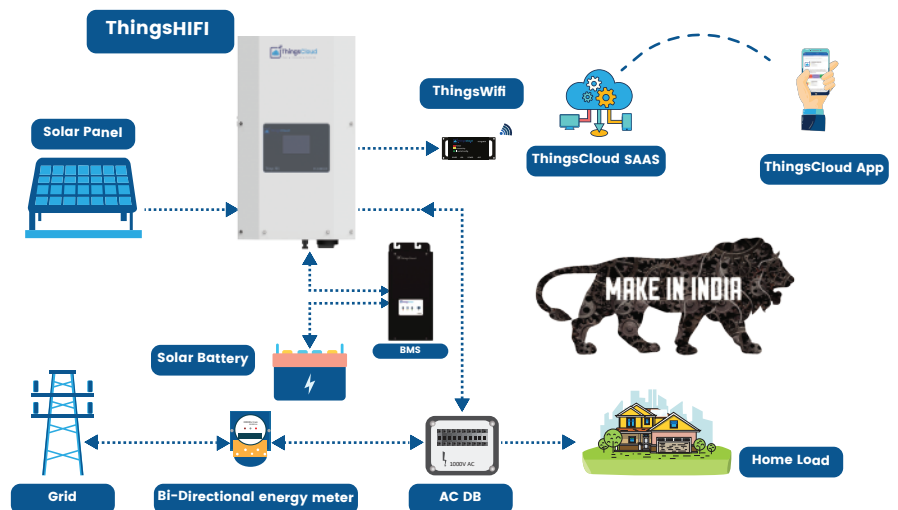 ThingsHIFI
ThingsCloud
ThingsWifi
Solar Panel
ThingsCloud SAAS
ThingsCloud App
MAKE IN INDIA
BMS
Solar Battery
1000V AC
Home Load
Grid
Bi-Directional energy meter
AC DB